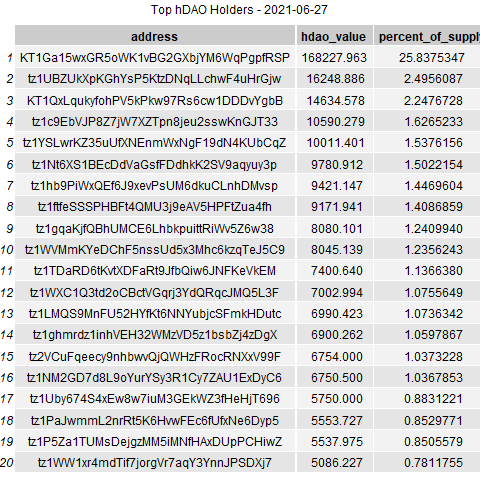 Top hDAO Holders - 2021-06-27
address hdao_value percent_of_supply
1 KT1Ga15wxGR5oWK1vBG2GXbjYM6WqPgpfRSP 168227.963 25.8375347
2 tz1UBZUkXpKGhYsP5KtzDNqLLchwF4uHrGjw 16248.886 2.4956087
3 KT1QxLqukyfohPV5kPkw97Rs6cw1DDDvYgbB 14634.578 2.2476728
4 tz1c9EbVJP8Z7jW7XZTpn8jeu2sswKnGJT33 10590.279 1.6265233
5 tz1YSLwrKZ35uUfXNEnmWxNgF19dN4KUbCqZ 10011.401 1.5376156
6 tz1Nt6XS1BEcDdVaGsfFDdhkK2SV9aqyuy3p 9780.912 1.5022154
7 tz1hb9PiWxQEf6J9xevPsUM6dkuCLnhDMvsp 9421.147 1.4469604
8 tz1ftfeSSSPHBFt4QMU3j9eAV5HPFtZua4fh 9171.941 1.4086859
9 tz1gqaKjfQBhUMCE6LhbkpuittRiWv5Z6w38 8080.101 1.2409940
10 tz1WVMmKYeDChF5nssUd5x3Mhc6kzqTeJ5C9 8045.139 1.2356243
11 tz1TDaRD6tKvtXDFaRt9JfbQiw6JNFKeVkEM 7400.640 1.1366380
12 tz1WXC1Q3td2oCBctVGqrj3YdQRqcJMQ5L3F 7002.994 1.0755649
13 tz1LMQS9MnFU52HYfKt6NNYubjcSFmkHDutc 6990.423 1.0736342
14 tz1ghmrdz1inhVEH32WMzVD5z1bsbZj4zDgX 6900.262 1.0597867
15 tz2VCuFqeecy9nhbwvQjQWHzFRocRNXxV99F 6754.000 1.0373228
16 tz1NM2GD7d8L9oYurYSy3R1Cy7ZAU1ExDyC6 6750.500 1.0367853
17 tz1Uby674S4xEw8w7iuM3GEkWZ3fHeHjT696 5750.000 0.8831221
18 tz1PaJwmmL2nrRt5K6HvwFEc6fUfxNe6Dyp5 5553.727 0.8529771
19 tz1P5Za1TUMsDejgzMM5iMNfHAxDUpPCHiwZ 5537.975 0.8505579
20 tz1WW1xr4mdTif7jorgVr7aqY3YnnJPSDXj7 5086.227 0.7811755